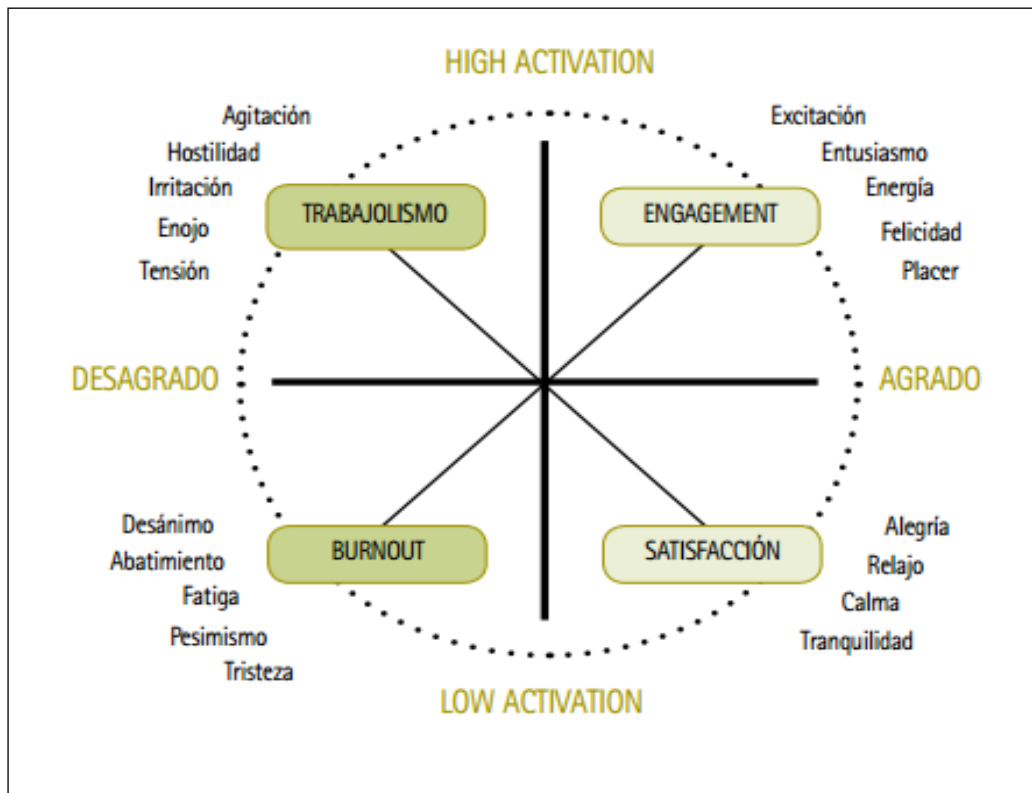 HIGH ACTIVATION
Agitación
Hostilidad
Irritación
Enojo
Tensión
TRABAJOLISMO
Excitación
Entusiasmo
Energía
Felicidad
Placer
ENGAGEMENT
DESAGRADO
AGRADO
Desánimo
Abatimiento
Fatiga
Pesimismo
Tristeza
BURNOUT
SATISFACCIÓN
Alegría
Relajo
Calma
Tranquilidad
LOW ACTIVATION